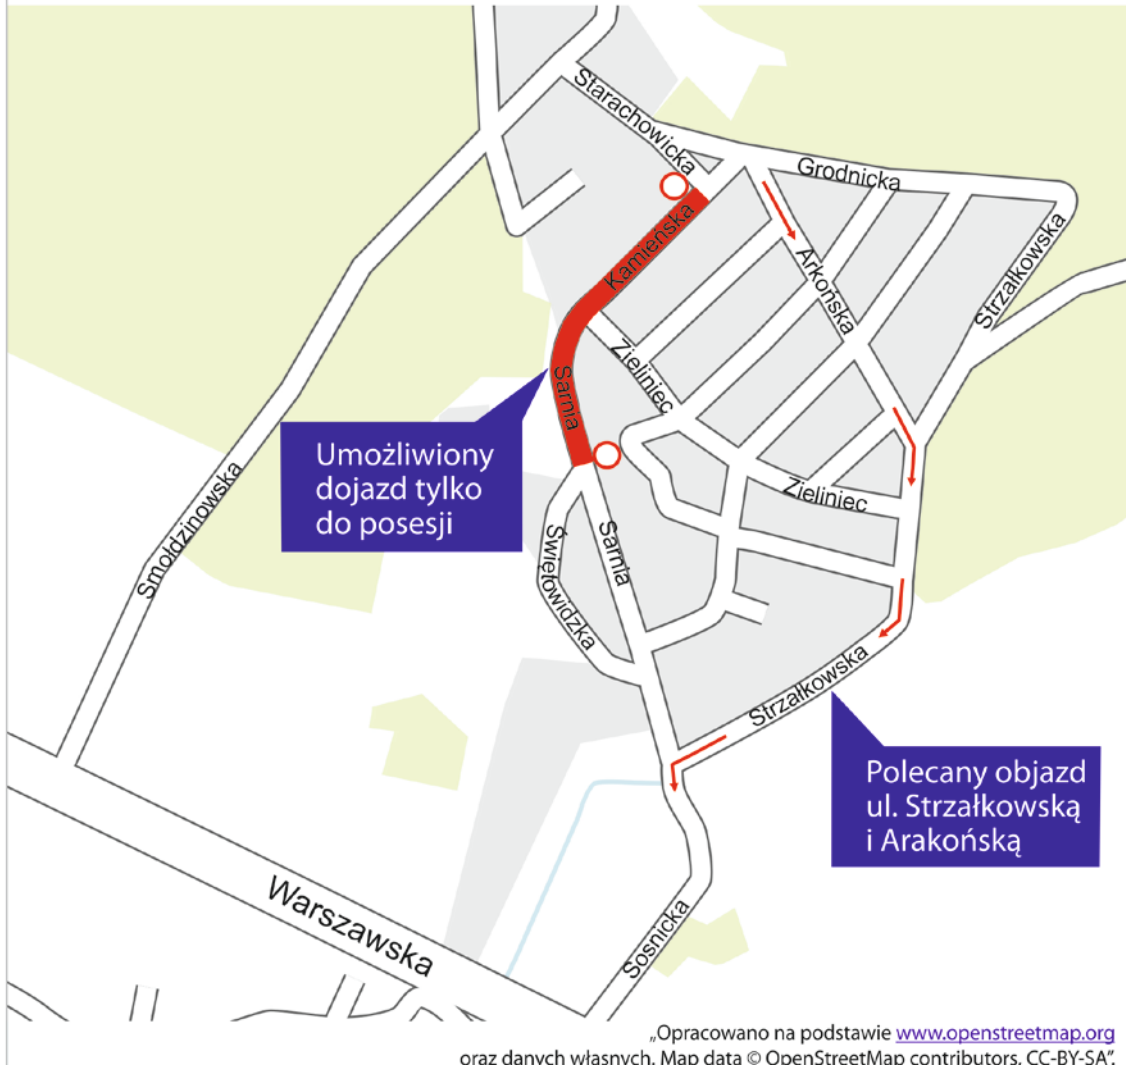 Starachowicka
Grodnicka
Kamieńska
Arkońska
Strzałkowska
Zieliniec
Sarnia
Umożliwiony
dojazd tylko
do posesji
Smołdzinowska
Zieliniec
Sarnia
Świętowidzka
Strzałkowska
Polecany objazd
ul. Strzałkowską
i Arakońską
Warszawska
Sosnicka
„Opracowano na podstawie www.openstreetmap.org
oraz danych własnych. Map data © OpenStreetMap contributors, CC-BY-SA”.